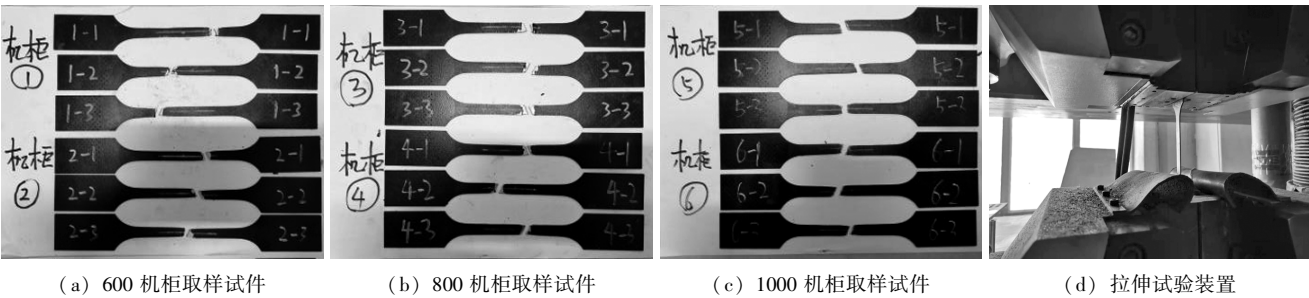 机柜
①
1-1 1-1
1-2 1-2
1-3 1-3
机柜
②
2-1 2-1
2-2 2-2
2-3 2-3
机柜
③
3-1 3-1
3-2 3-2
3-3 3-3
机柜
④
4-1 4-1
4-2 4-2
4-3 4-3
机柜
⑤
5-1 5-1
5-2 5-2
机柜
⑥
6-1 6-1
6-2 6-2
(a) 600 机柜取样试件
(b) 800 机柜取样试件
(c) 1000 机柜取样试件
(d) 拉伸试验装置